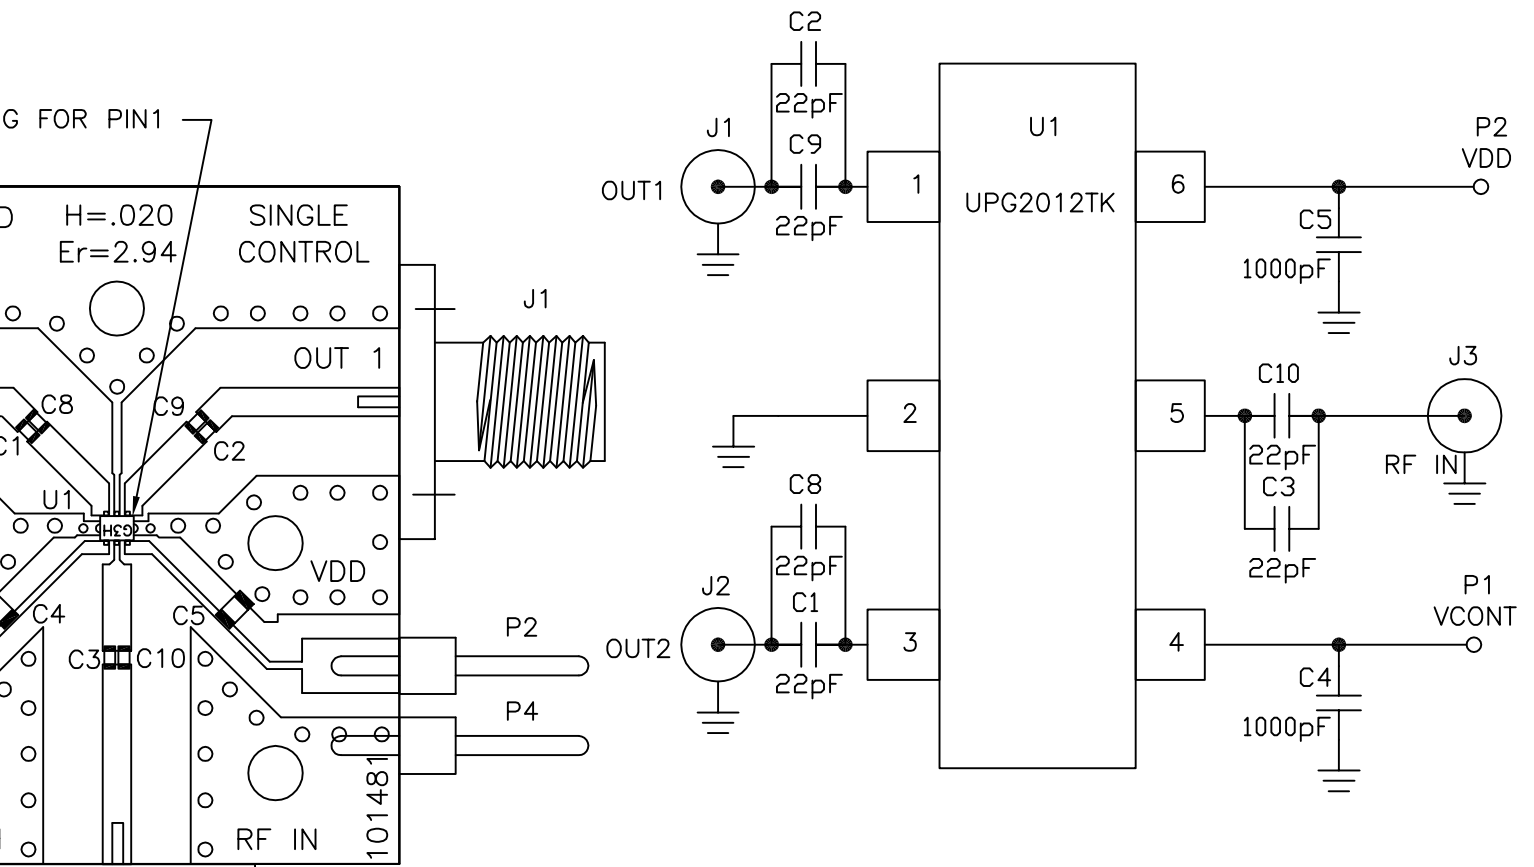 G FOR PIN1
H=.020
Er=2.94
SINGLE
CONTROL
J1
OUT 1
C8
C9
C1
C2
U1
G3H
VDD
C4
C5
P2
C3
C10
P4
RF IN
101481
C2
22pF
J1
C9
OUT1
22pF
U1
UPG2012TK
1
6
P2
VDD
C5
1000pF
J3
C10
2
5
22pF
RF IN
C3
22pF
C8
22pF
J2
C1
OUT2
22pF
3
4
P1
VCONT
C4
1000pF